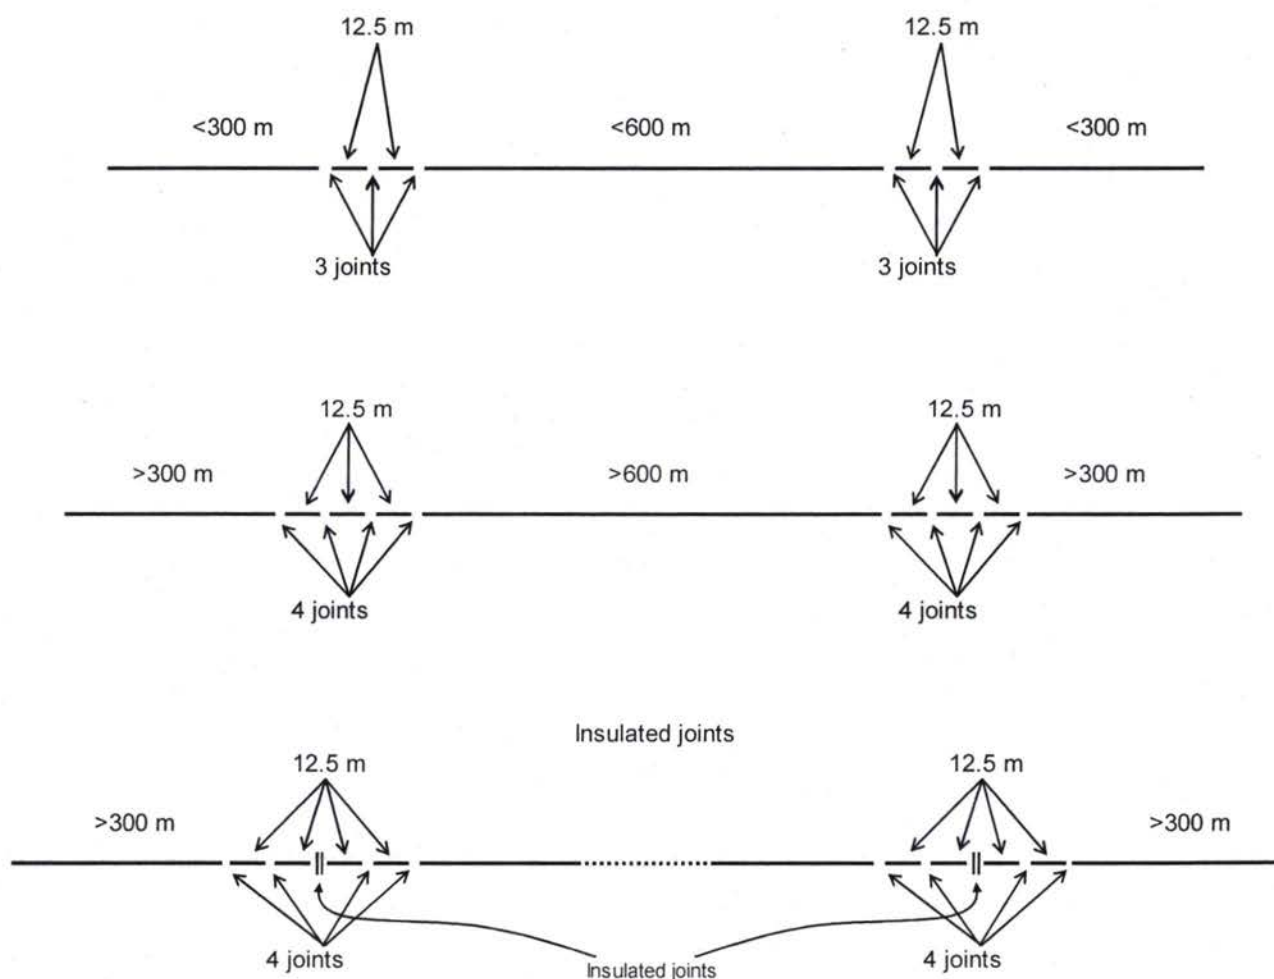 12.5 m 12.5 m
<300 m <600 m <300 m
3 joints 3 joints
12.5 m 12.5 m
>300 m >600 m >300 m
4 joints 4 joints
Insulated joints
12.5 m 12.5 m
>300 m >300 m
4 joints 4 joints
Insulated joints